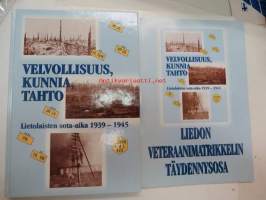 VELVOLLISUUS,
KUNNIA
TAHTO
Lietolaisten sota-aika 1939 - 1945
VELVOLLISUUS,
KUNNIA
TAHTO
Lietolaisten sota-aika 1939 - 1945
LIEDON
VETERAANIMATRIKKELIN
TÄYDENNYSOSA